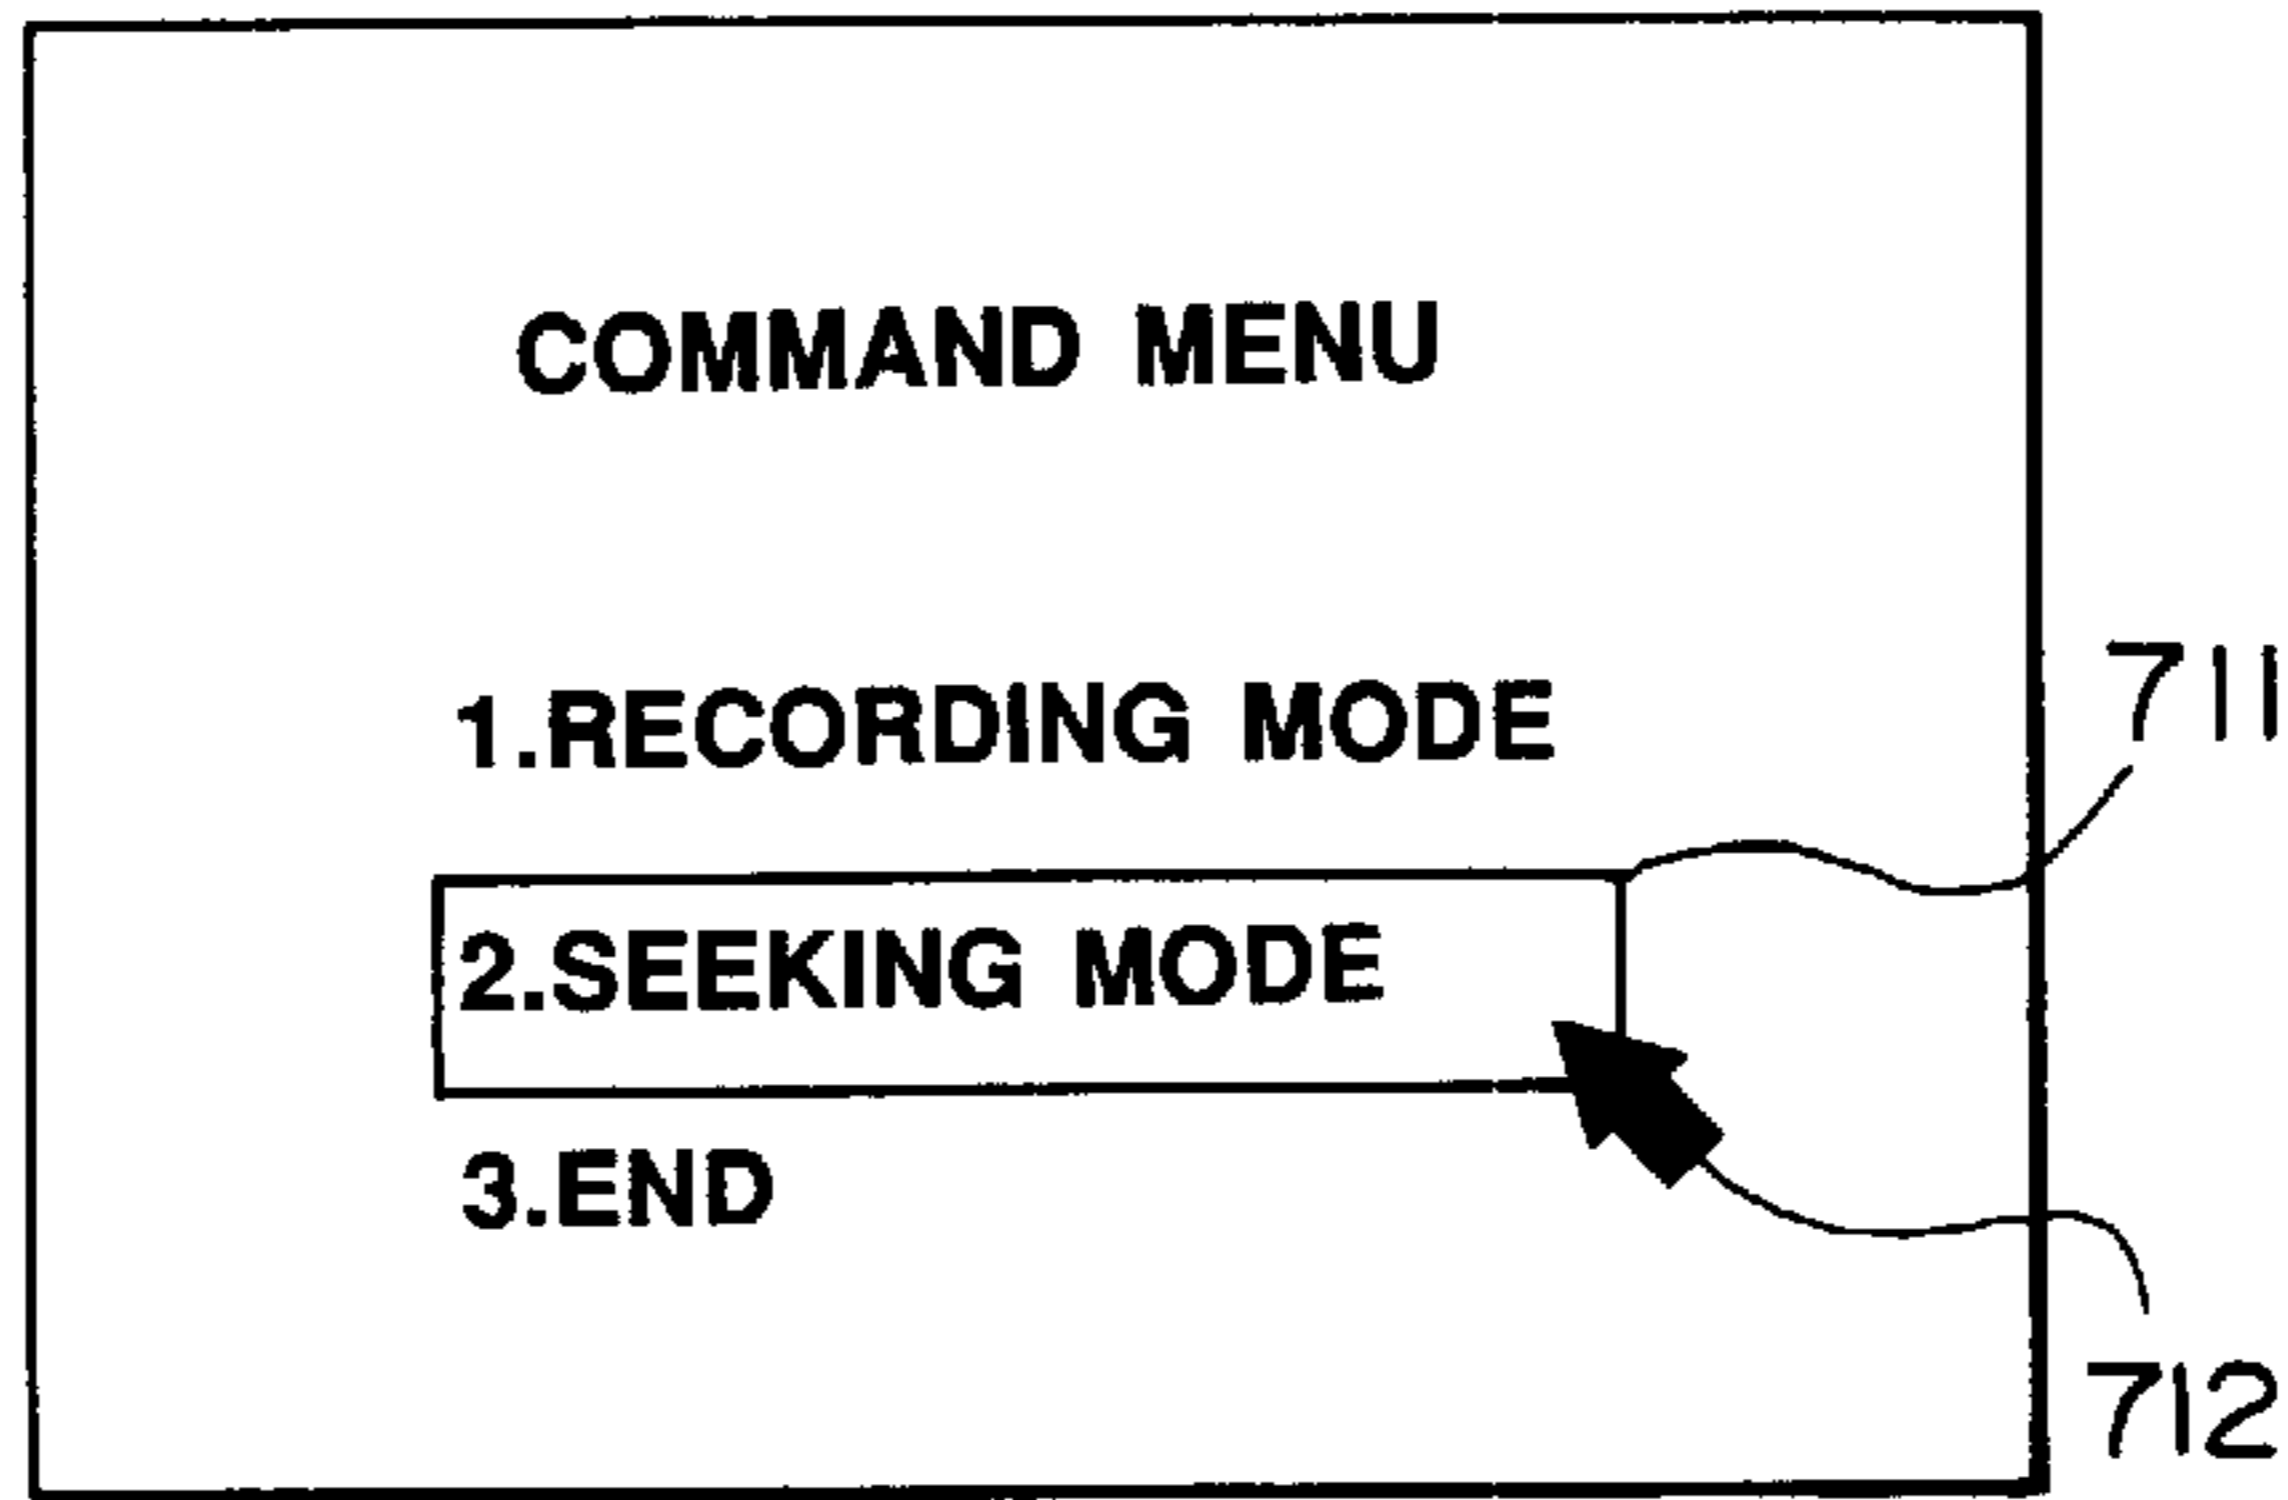 COMMAND MENU
1.RECORDING MODE
711
2.SEEKING MODE
3.END
712